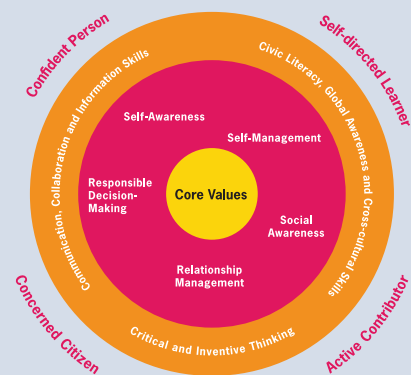 Confident Person
Self-directed Learner
Communication, Collaboration and Information Skills
Civic Literacy, Global Awareness and Cross-cultural Skills
Self-Awareness
Self-Management
Responsible
Decision-
Making
Core Values
Social
Awareness
Relationship
Management
Critical and Inventive Thinking
Concerned Citizen
Active Contributor